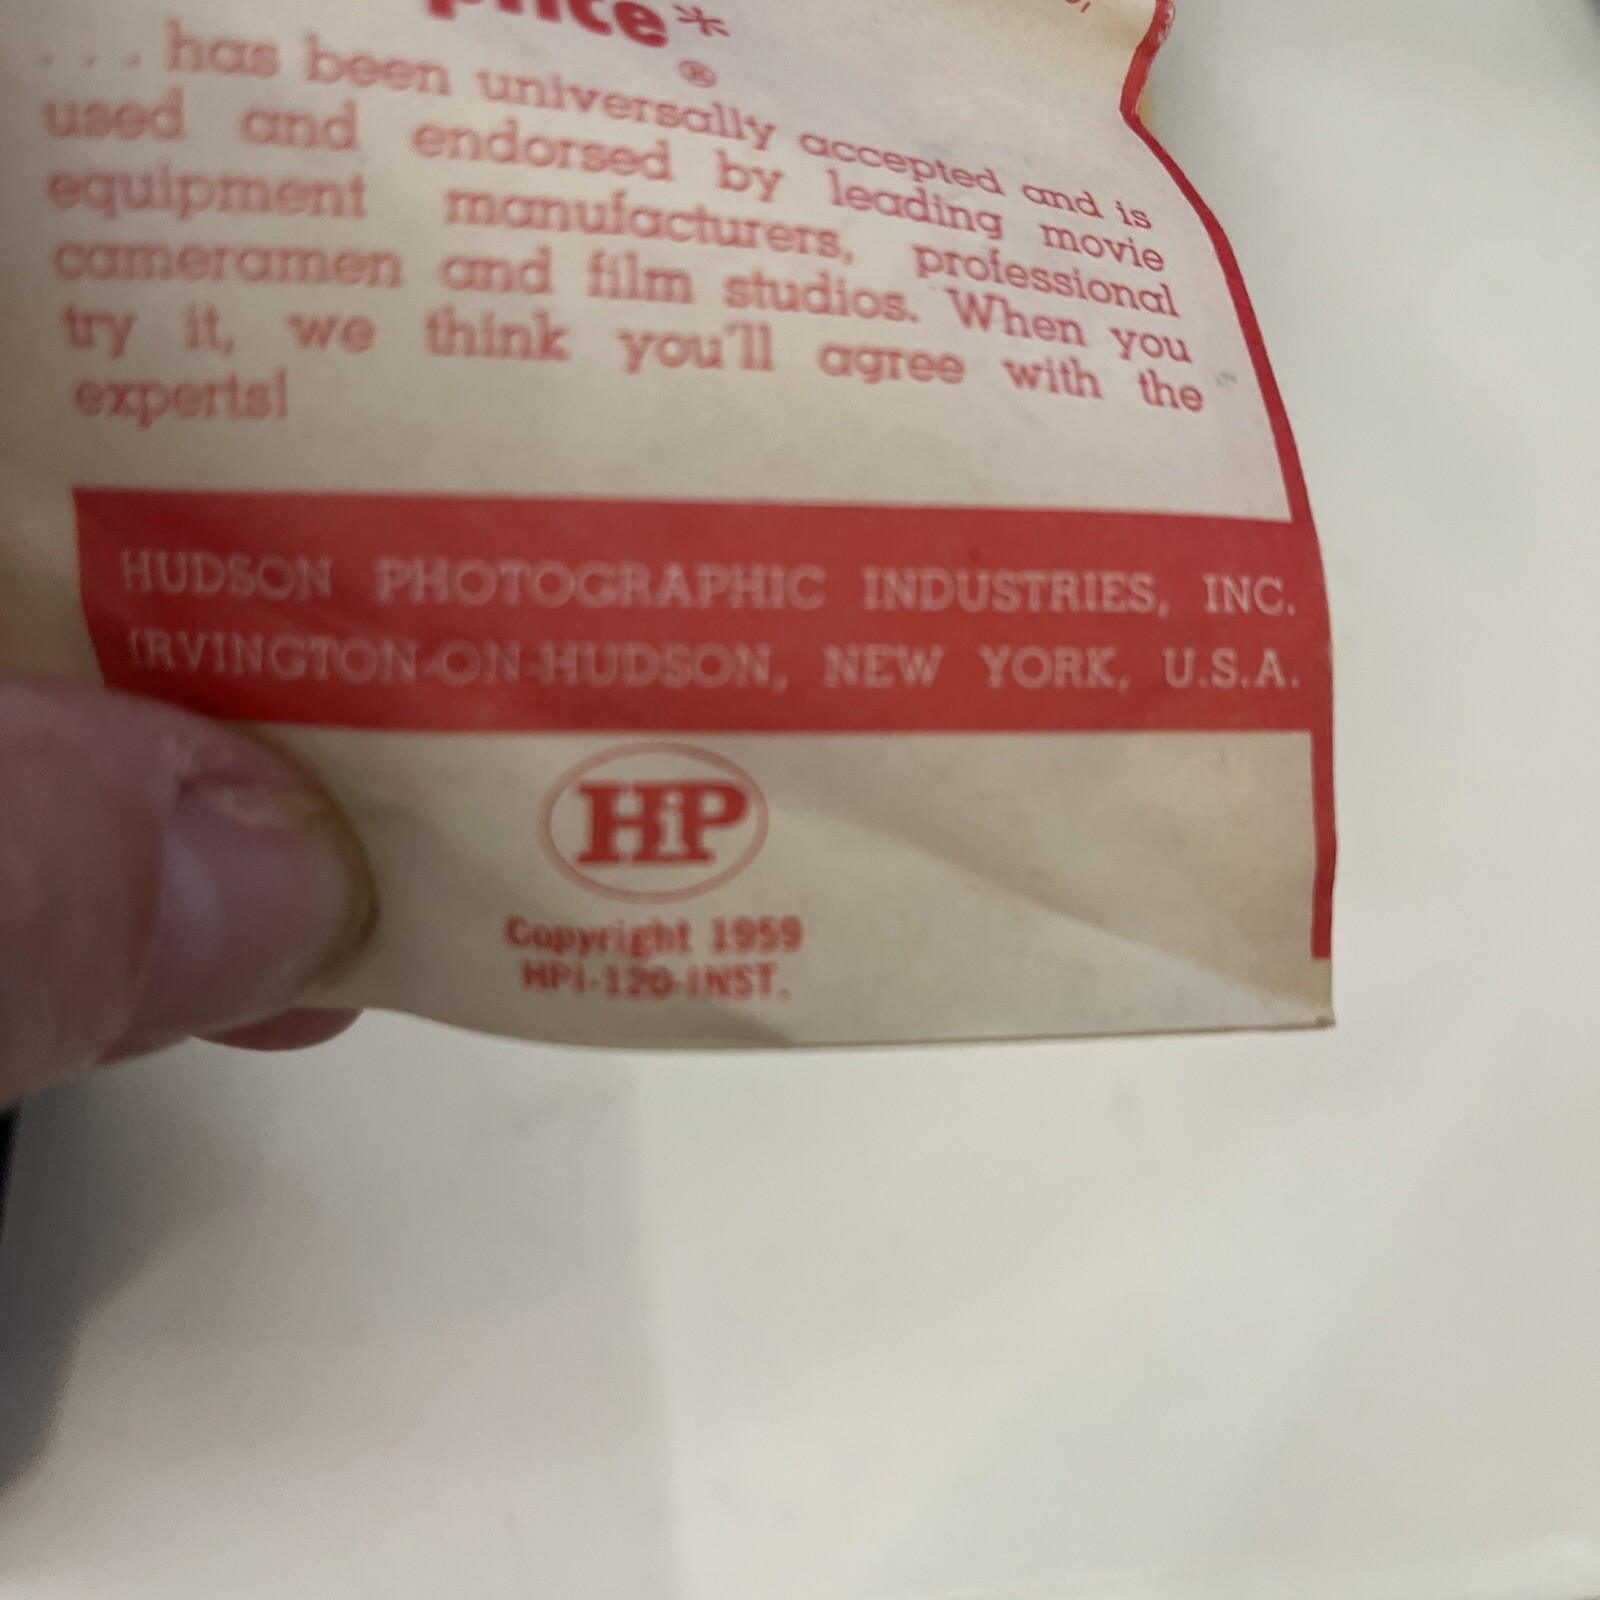 . . . has been universally accepted and is
used and endorsed by leading movie
equipment manufacturers, professional
cameramen and film studios. When you
try it, we think you'll agree with the
experts!
HUDSON PHOTOGRAPHIC INDUSTRIES, INC.
IRVINGTON-ON-HUDSON, NEW YORK, U.S.A.
HiP
Copyright 1959
HPI-120-INST.